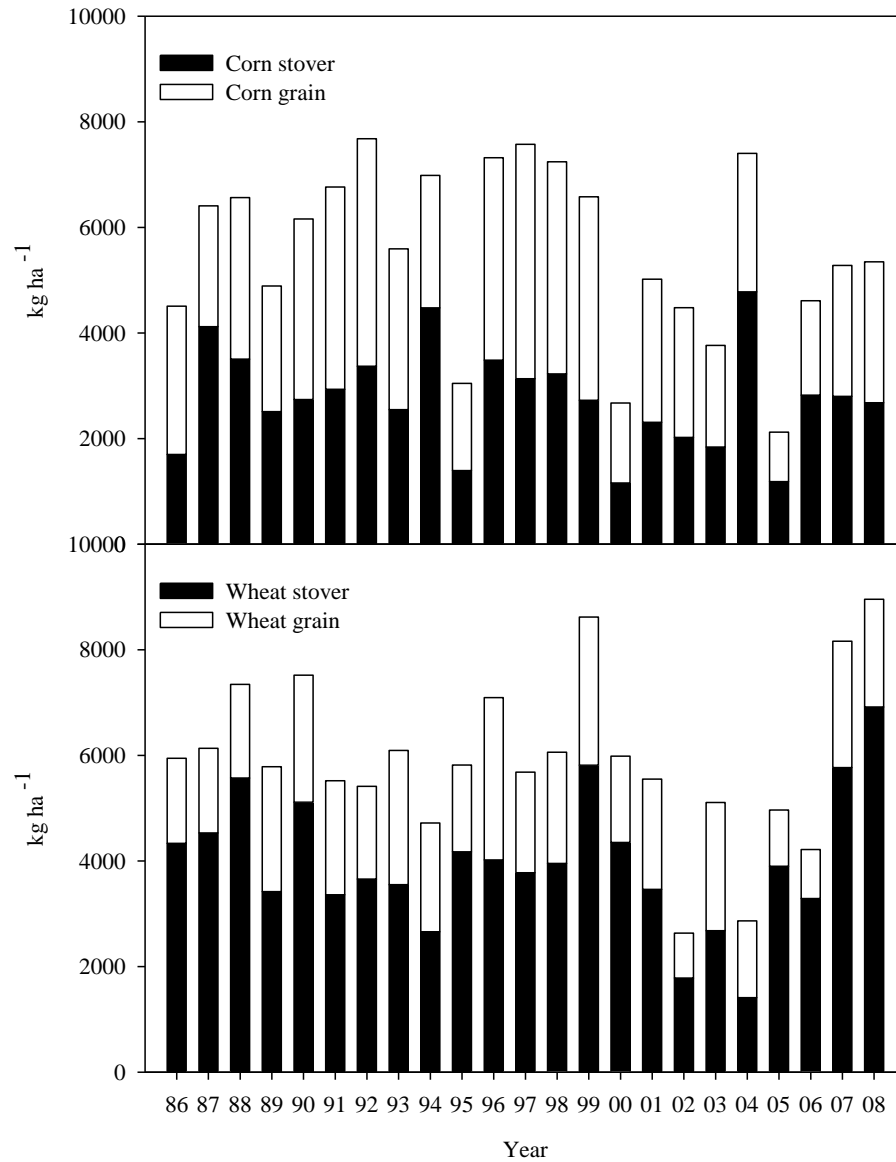 10000
8000
6000
4000
2000
0
kg ha -1
Corn stover
Corn grain
10000
8000
6000
4000
2000
0
kg ha -1
Wheat stover
Wheat grain
86 87 88 89 90 91 92 93 94 95 96 97 98 99 00 01 02 03 04 05 06 07 08
Year